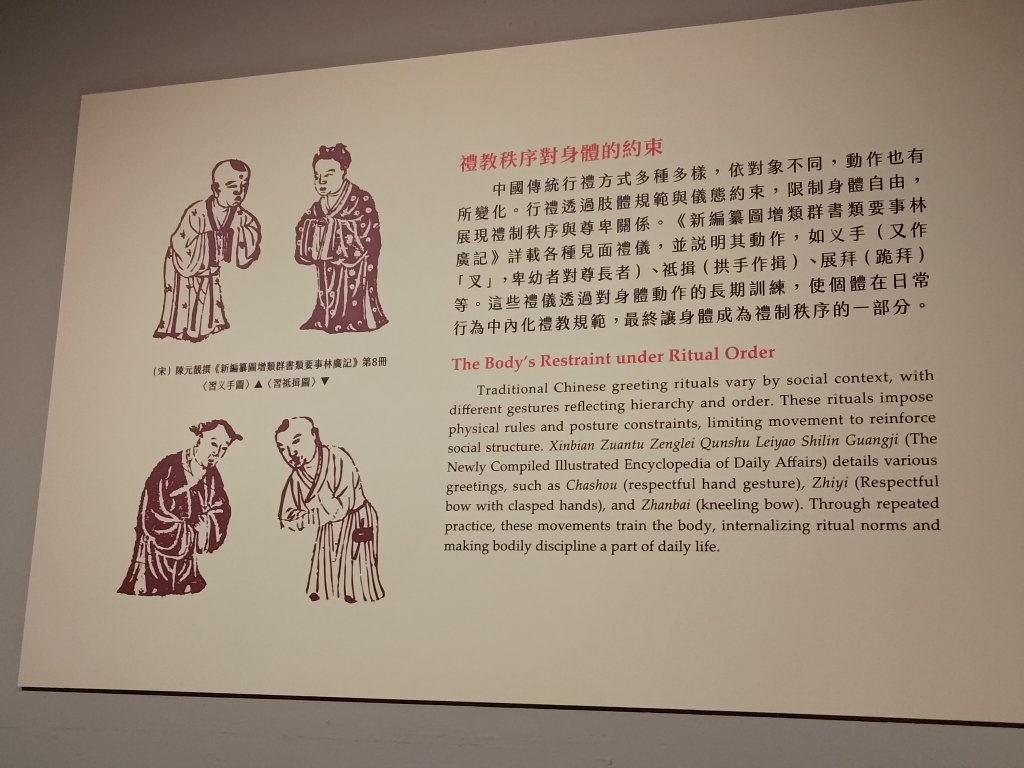 禮教秩序對身體的約束
中國傳統行禮方式多種多樣，依對象不同，動作也有
所變化。行禮透過肢體規範與儀態約束，限制身體自由，
展現禮制秩序與尊卑關係。《新編纂圖增類群書類要事林
廣記》詳載各種見面禮儀，並說明其動作，如义手（又作
「叉」，卑幼者對尊長者）、祇揖（拱手作揖）、展拜（跪拜）
等。這些禮儀透過對身體動作的長期訓練，使個體在日常
行為中內化禮教規範，最終讓身體成為禮制秩序的一部分。
The Body's Restraint under Ritual Order
Traditional Chinese greeting rituals vary by social context, with
different gestures reflecting hierarchy and order. These rituals impose
physical rules and posture constraints, limiting movement to reinforce
social structure. Xinbian Zuantu Zenglei Qunshu Leiyao Shilin Guangji (The
Newly Compiled Illustrated Encyclopedia of Daily Affairs) details various
greetings, such as Chashou (respectful hand gesture), Zhiyi (Respectful
bow with clasped hands), and Zhanbai (kneeling bow). Through repeated
practice, these movements train the body, internalizing ritual norms and
making bodily discipline a part of daily life.
（宋）陳元靚撰《新編纂圖增類群書類要事林廣記》第8冊
〈習义手圖〉▲〈習祗揖圖〉▼